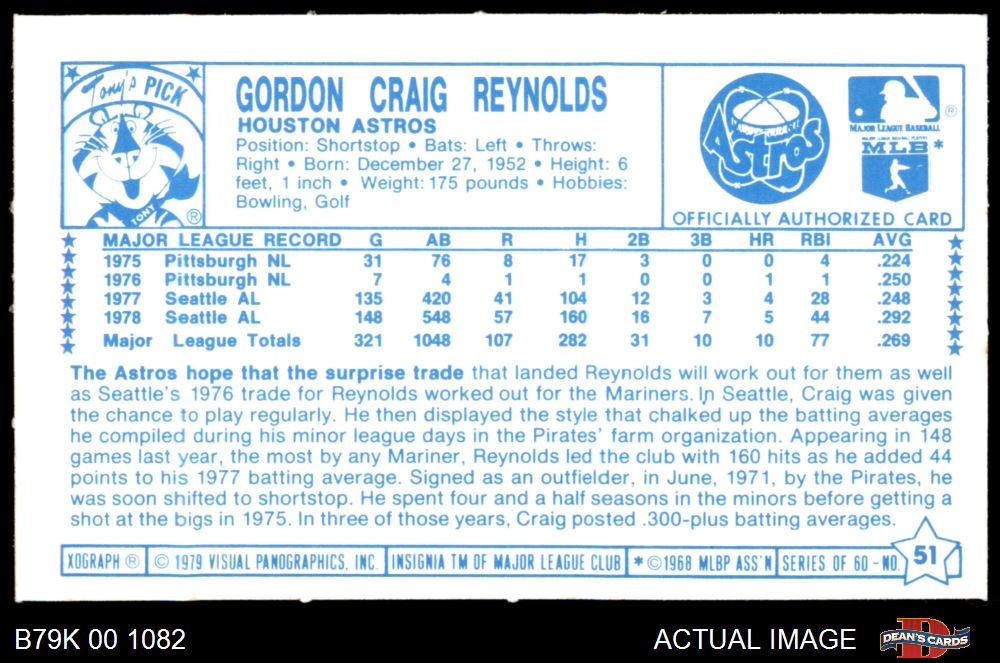 Tony's PICK
TONY
®
GORDON CRAIG REYNOLDS
HOUSTON ASTROS
Position: Shortstop • Bats: Left • Throws:
Right • Born: December 27, 1952 • Height: 6
feet, 1 inch • Weight: 175 pounds • Hobbies:
Bowling, Golf
Astros
®
MAJOR LEAGUE BASEBALL
MAJOR LEAGUE BASEBALL PLAYERS
MLB *
OFFICIALLY AUTHORIZED CARD
MAJOR LEAGUE RECORD G AB R H 2B 3B HR RBI AVG
1975 Pittsburgh NL 31 76 8 17 3 0 0 4 .224
1976 Pittsburgh NL 7 4 1 1 0 0 1 1 .250
1977 Seattle AL 135 420 41 104 12 3 4 28 .248
1978 Seattle AL 148 548 57 160 16 7 5 44 .292
Major League Totals 321 1048 107 282 31 10 10 77 .269
The Astros hope that the surprise trade that landed Reynolds will work out for them as well
as Seattle's 1976 trade for Reynolds worked out for the Mariners. In Seattle, Craig was given
the chance to play regularly. He then displayed the style that chalked up the batting averages
he compiled during his minor league days in the Pirates' farm organization. Appearing in 148
games last year, the most by any Mariner, Reynolds led the club with 160 hits as he added 44
points to his 1977 batting average. Signed as an outfielder, in June, 1971, by the Pirates, he
was soon shifted to shortstop. He spent four and a half seasons in the minors before getting a
shot at the bigs in 1975. In three of those years, Craig posted .300-plus batting averages.
XOGRAPH ® © 1979 VISUAL PANOGRAPHICS, INC. INSIGNIA TM OF MAJOR LEAGUE CLUB * ©1968 MLBP ASS'N SERIES OF 60 - NO. 51
B79K 00 1082
ACTUAL IMAGE
DEAN'S CARDS